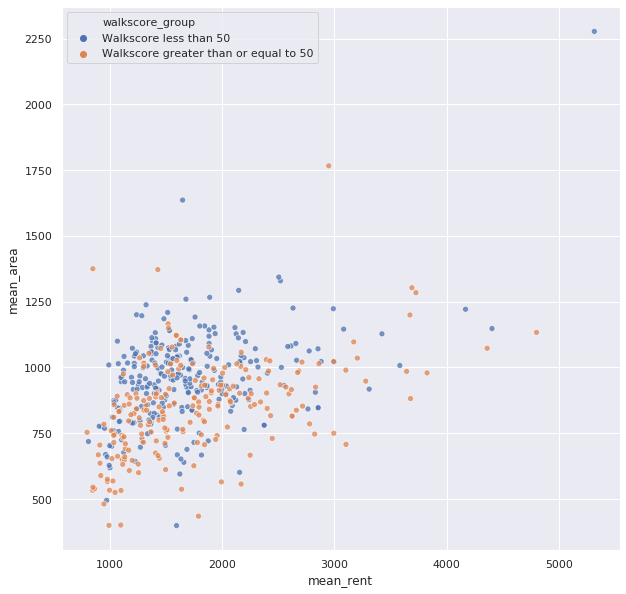 walkscore_group
Walkscore less than 50
Walkscore greater than or equal to 50
2250
2000
1750
1500
1250
1000
750
500
mean_area
1000 2000 3000 4000 5000
mean_rent